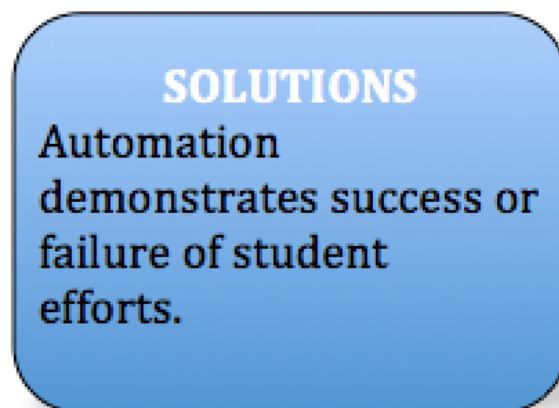 SOLUTIONS
Automation
demonstrates success or
failure of student
efforts.